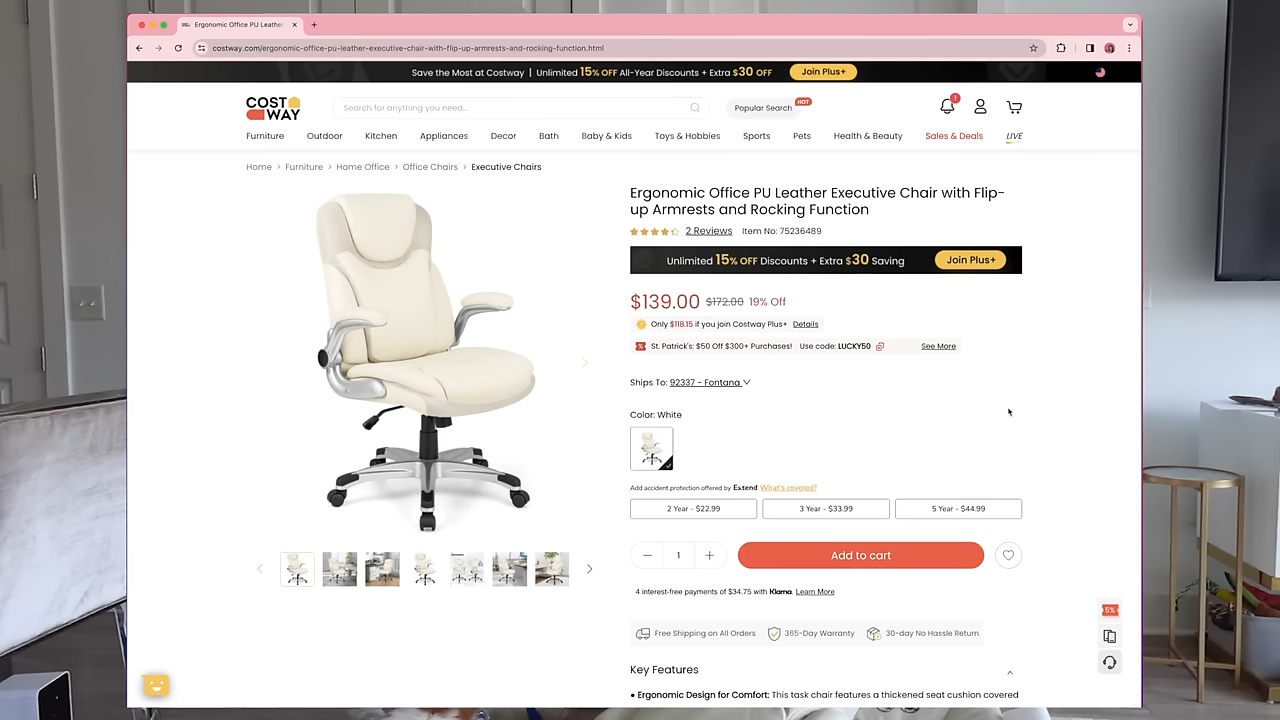 Ergonomic Office PU Leather
costway.com/ergonomic-office-pu-leather-executive-chair-with-flip-up-armrests-and-rocking-function.html
Save the Most at Costway | Unlimited 15% OFF All-Year Discounts + Extra $30 OFF Join Plus+
COST
WAY
Search for anything you need...
Popular Search
HOT
1
Furniture Outdoor Kitchen Appliances Decor Bath Baby & Kids Toys & Hobbies Sports Pets Health & Beauty Sales & Deals LIVE
Home > Furniture > Home Office > Office Chairs > Executive Chairs
Ergonomic Office PU Leather Executive Chair with Flip-
up Armrests and Rocking Function
2 Reviews Item No: 75236489
Unlimited 15% OFF Discounts + Extra $30 Saving Join Plus+
$139.00 $172.00 19% Off
Only $118.15 if you join Costway Plus+ Details
St. Patrick's: $50 Off $300+ Purchases! Use code: LUCKY50 See More
Ships To: 92337 - Fontana
Color: White
Add accident protection offered by Extend What's covered?
2 Year - $22.99 3 Year - $33.99 5 Year - $44.99
1
Add to cart
4 interest-free payments of $34.75 with Klarna. Learn More
5%
Free Shipping on All Orders 365-Day Warranty 30-day No Hassle Return
Key Features
• Ergonomic Design for Comfort: This task chair features a thickened seat cushion covered